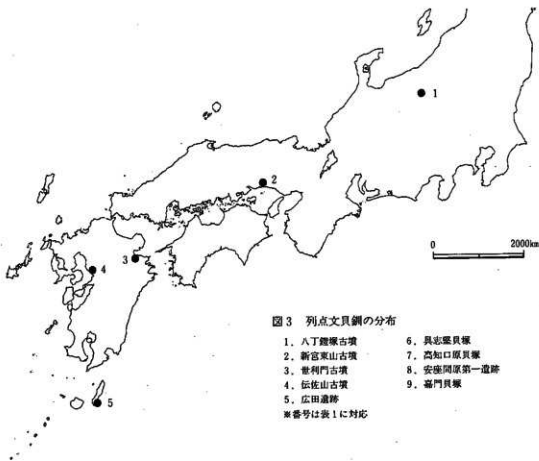 1
2
3
4
5
0 2000km
図3 列点文貝釧の分布
1. 八丁鎧塚古墳
2. 新宮東山古墳
3. 世利門古墳
4. 伝佐山古墳
5. 広田遺跡
※番号は表1に対応
6. 具志堅貝塚
7. 高知口原貝塚
8. 安座間原第一遺跡
9. 嘉門貝塚